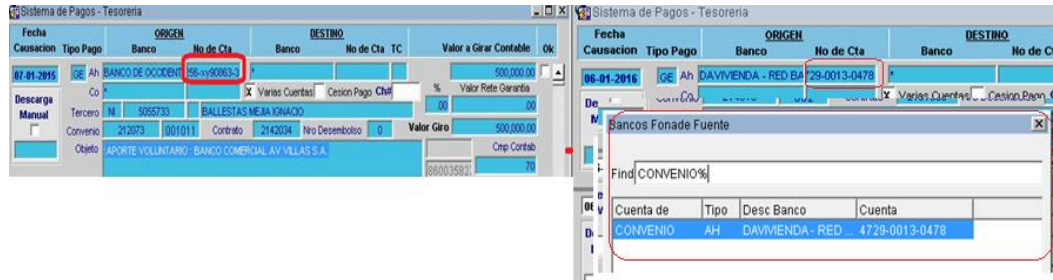 Sistema de Pagos - Tesoreria
Fecha ORIGEN DESTINO
Causacion Tipo Pago Banco No de Cta Banco No de Cta TC Valor a Girar Contable Ok
07-01-2015 GE Ah BANCO DE OCCIDENT 256-xy90863-3 * 500,000.00
Co * X Varias Cuentas Cesion Pago Ch# % Valor Rete Garantia
Descarga Manual .00 .00
Tercero NI 5055733 BALLESTAS MEJIA IGNACIO
Convenio 212073 001011 Contrato 2142034 Nro Desembolso 0 Valor Giro 500,000.00
Objeto :APORTE VOLUNTARIO : BANCO COMERCIAL AV VILLAS S.A. Cmp Contab
86003582 70
Sistema de Pagos - Tesoreria
Fecha ORIGEN DESTINO
Causacion Tipo Pago Banco No de Cta Banco No de C
06-01-2016 GE Ah DAVIVIENDA - RED BA 729-0013-0478 *
X Varias Cuentas Cesion Pago Ch#
Bancos Fonade Fuente
Find CONVENIO%
Cuenta de Tipo Desc Banco Cuenta
CONVENIO AH DAVIVIENDA - RED ... 4729-0013-0478